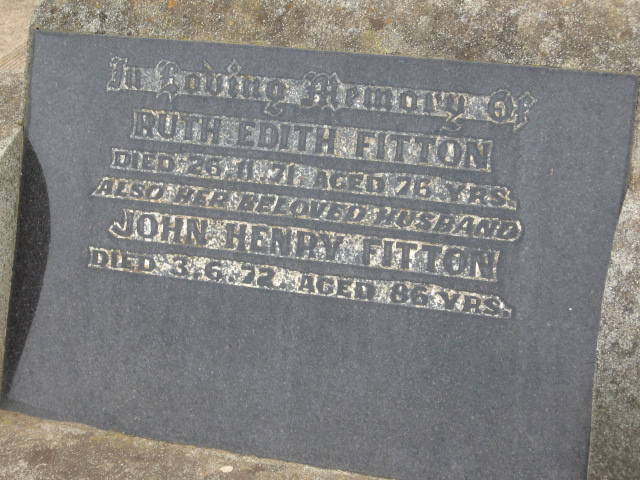 In Loving Memory Of
RUTH EDITH FITTON
DIED 26.11.71 AGED 76 YRS.
ALSO HER BELOVED HUSBAND
JOHN HENRY FITTON
DIED 3.6.72. AGED 86 YRS.